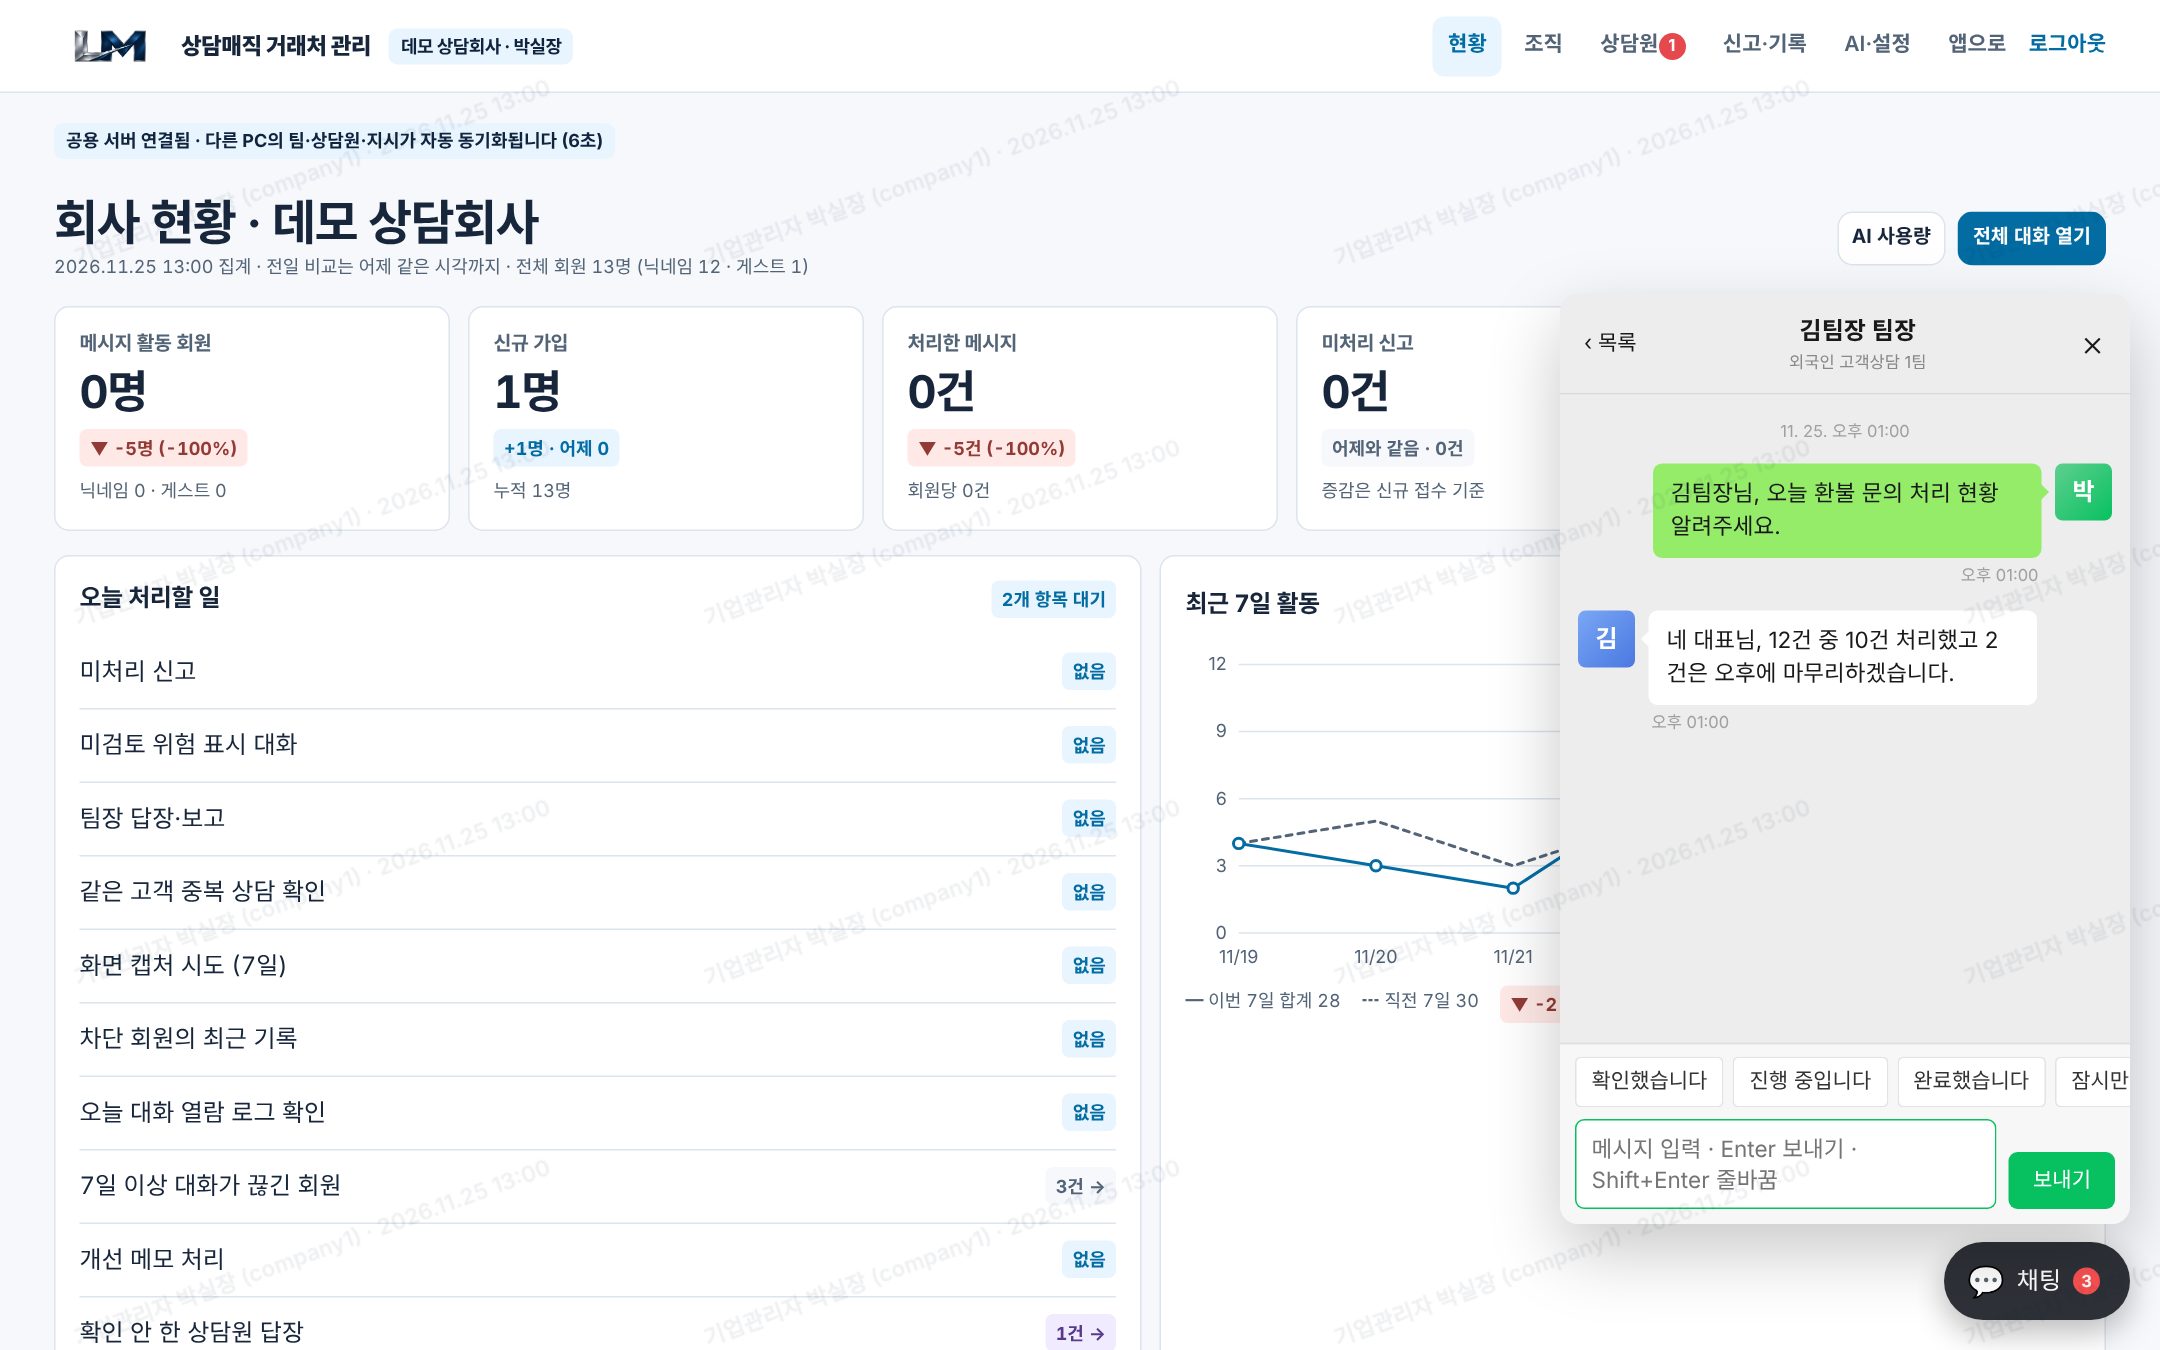 LM
상담매직 거래처 관리
데모 상담회사 · 박실장
현황
조직
상담원 1
신고·기록
AI·설정
앱으로
로그아웃
공용 서버 연결됨 · 다른 PC의 팀·상담원·지시가 자동 동기화됩니다 (6초)
회사 현황 · 데모 상담회사
2026.11.25 13:00 집계 · 전일 비교는 어제 같은 시각까지 · 전체 회원 13명 (닉네임 12 · 게스트 1)
AI 사용량
전체 대화 열기
메시지 활동 회원
0명
▼ -5명 (-100%)
닉네임 0 · 게스트 0
신규 가입
1명
+1명 · 어제 0
누적 13명
처리한 메시지
0건
▼ -5건 (-100%)
회원당 0건
미처리 신고
0건
어제와 같음 · 0건
증감은 신규 접수 기준
오늘 처리할 일
2개 항목 대기
미처리 신고
없음
미검토 위험 표시 대화
없음
팀장 답장·보고
없음
같은 고객 중복 상담 확인
없음
화면 캡처 시도 (7일)
없음
차단 회원의 최근 기록
없음
오늘 대화 열람 로그 확인
없음
7일 이상 대화가 끊긴 회원
3건 →
개선 메모 처리
없음
확인 안 한 상담원 답장
1건 →
최근 7일 활동
12
9
6
3
0
11/19
11/20
11/21
— 이번 7일 합계 28
--- 직전 7일 30
▼ -2
‹ 목록
김팀장 팀장
외국인 고객상담 1팀
×
11. 25. 오후 01:00
김팀장님, 오늘 환불 문의 처리 현황
알려주세요.
박
오후 01:00
김
네 대표님, 12건 중 10건 처리했고 2
건은 오후에 마무리하겠습니다.
오후 01:00
확인했습니다
진행 중입니다
완료했습니다
잠시만
메시지 입력 · Enter 보내기 ·
Shift+Enter 줄바꿈
보내기
채팅 3
기업관리자 박실장 (company1) · 2026.11.25 13:00